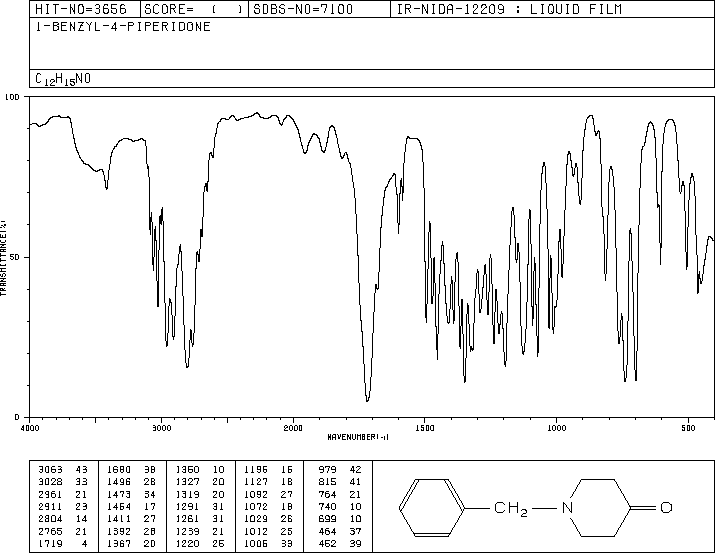 HIT-NO=3656 SCORE= ( ) SDBS-NO=7100 IR-NIDA-12209 : LIQUID FILM
1-BENZYL-4-PIPERIDONE
C12H15NO
100
50
0
TRANSMITTANCE(%)
4000 3000 2000 1500 1000 500
WAVENUMBER(-1)
3063 43 1680 38 1350 10 1196 16 979 42
3028 33 1496 28 1327 20 1127 18 815 41
2961 21 1473 34 1319 20 1092 27 764 21
2911 23 1454 17 1291 31 1072 18 740 10
2804 14 1411 27 1261 31 1029 26 699 10
2765 21 1392 28 1239 21 1012 25 464 37
1719 4 1367 20 1220 25 1006 33 452 39
CH2 N O